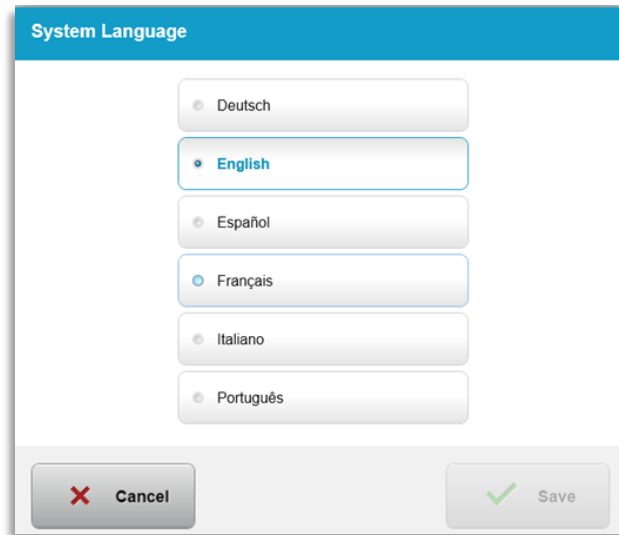 System Language
Deutsch
English
Español
Français
Italiano
Português
Cancel
Save